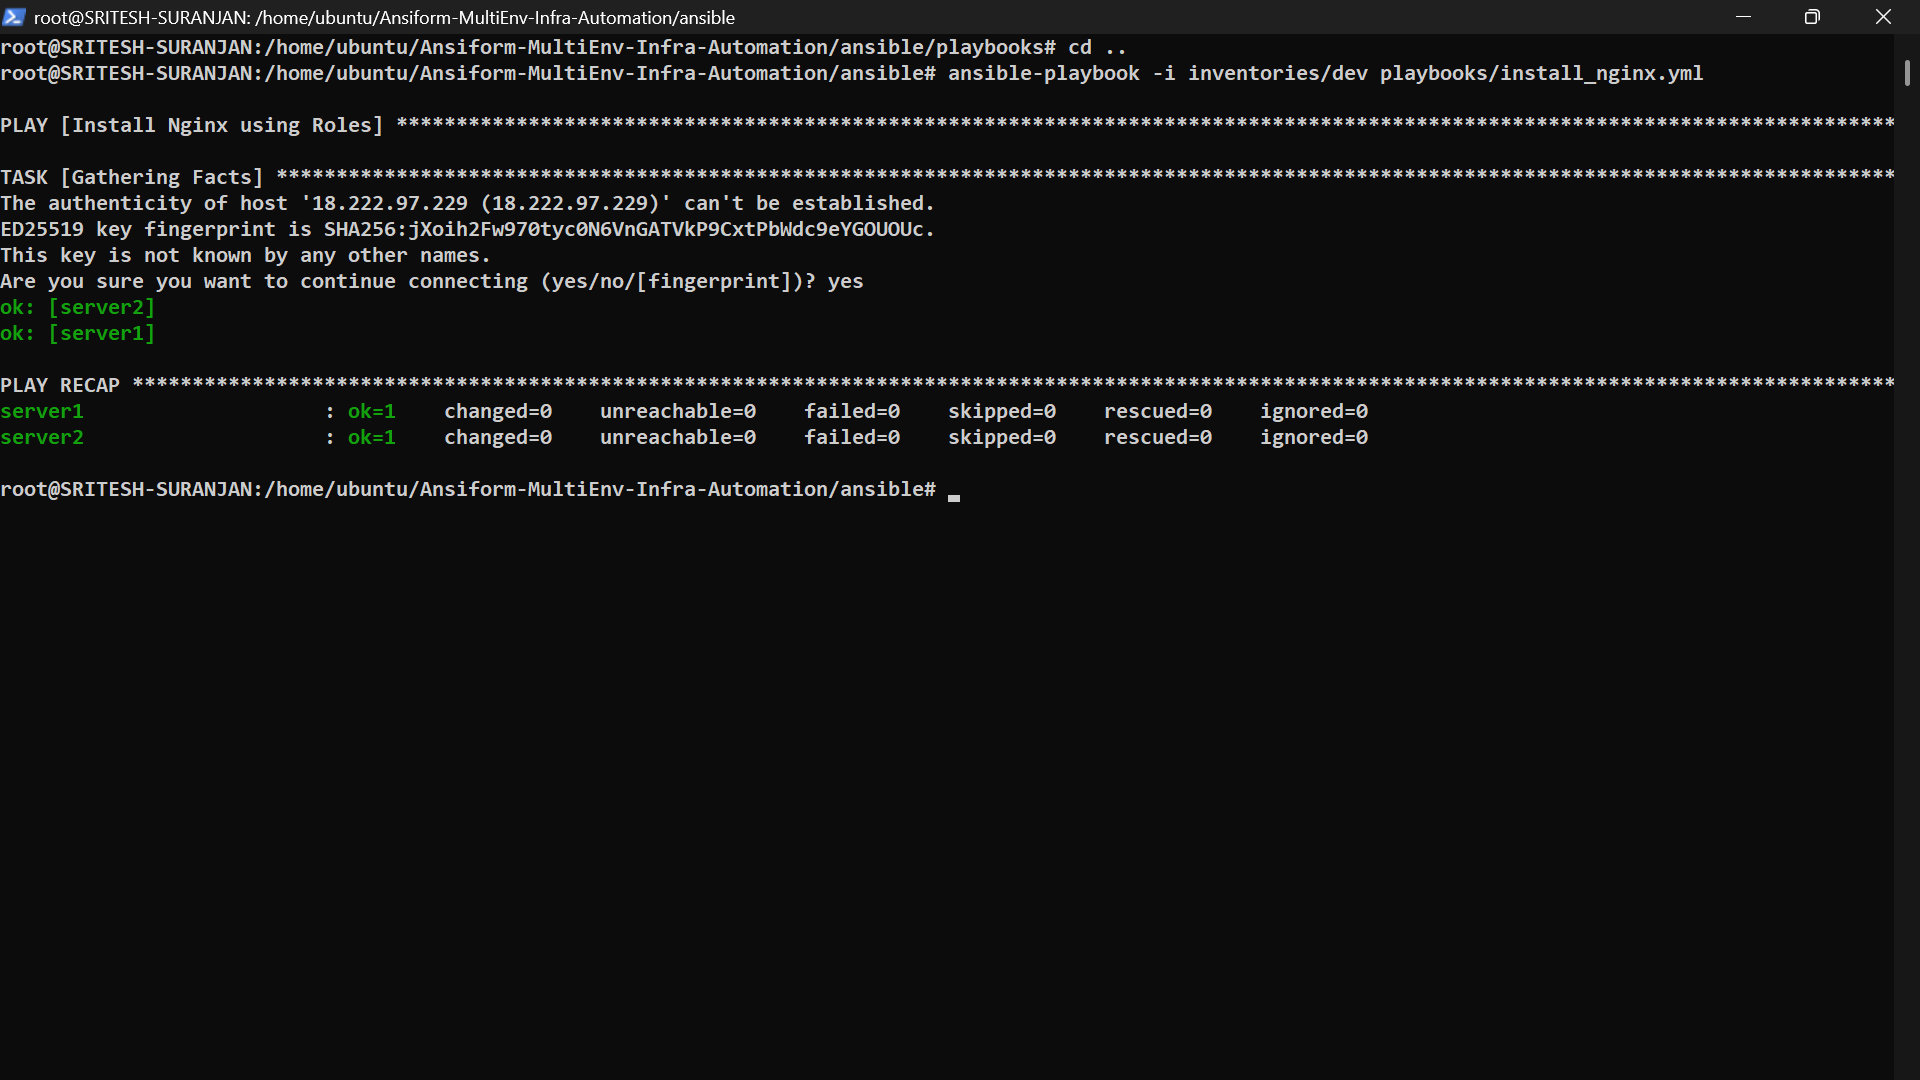 root@SRITESH-SURANJAN: /home/ubuntu/Ansiform-MultiEnv-Infra-Automation/ansible
root@SRITESH-SURANJAN:/home/ubuntu/Ansiform-MultiEnv-Infra-Automation/ansible/playbooks# cd ..
root@SRITESH-SURANJAN:/home/ubuntu/Ansiform-MultiEnv-Infra-Automation/ansible# ansible-playbook -i inventories/dev playbooks/install_nginx.yml
PLAY [Install Nginx using Roles] *****************************************************************************************************************************
TASK [Gathering Facts] ***************************************************************************************************************************************
The authenticity of host '18.222.97.229 (18.222.97.229)' can't be established.
ED25519 key fingerprint is SHA256:jXoih2Fw970tyc0N6VnGATVkP9CxtPbWdc9eYGOUOUc.
This key is not known by any other names.
Are you sure you want to continue connecting (yes/no/[fingerprint])? yes
ok: [server2]
ok: [server1]
PLAY RECAP ***************************************************************************************************************************************************
server1                    : ok=1    changed=0    unreachable=0    failed=0    skipped=0    rescued=0    ignored=0
server2                    : ok=1    changed=0    unreachable=0    failed=0    skipped=0    rescued=0    ignored=0
root@SRITESH-SURANJAN:/home/ubuntu/Ansiform-MultiEnv-Infra-Automation/ansible#